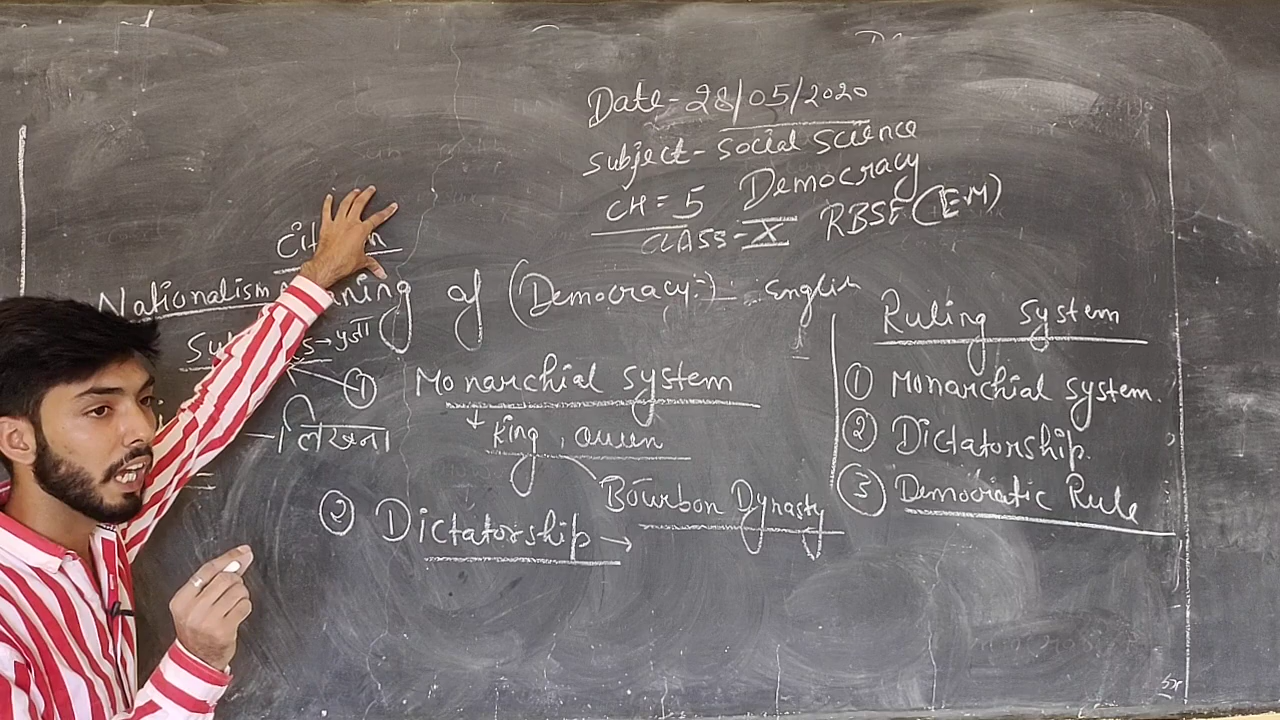 Date - 28/05/2020
Subject - Social Science
CH = 5 Democracy
CLASS - X RBSE (EM)
Nationalism
of (Democracy:-) English
① Monarchial system
King, Queen
लिखना
Bourbon Dynasty
② Dictatorship →
Ruling system
① Monarchial system.
② Dictatorship.
③ Democratic Rule